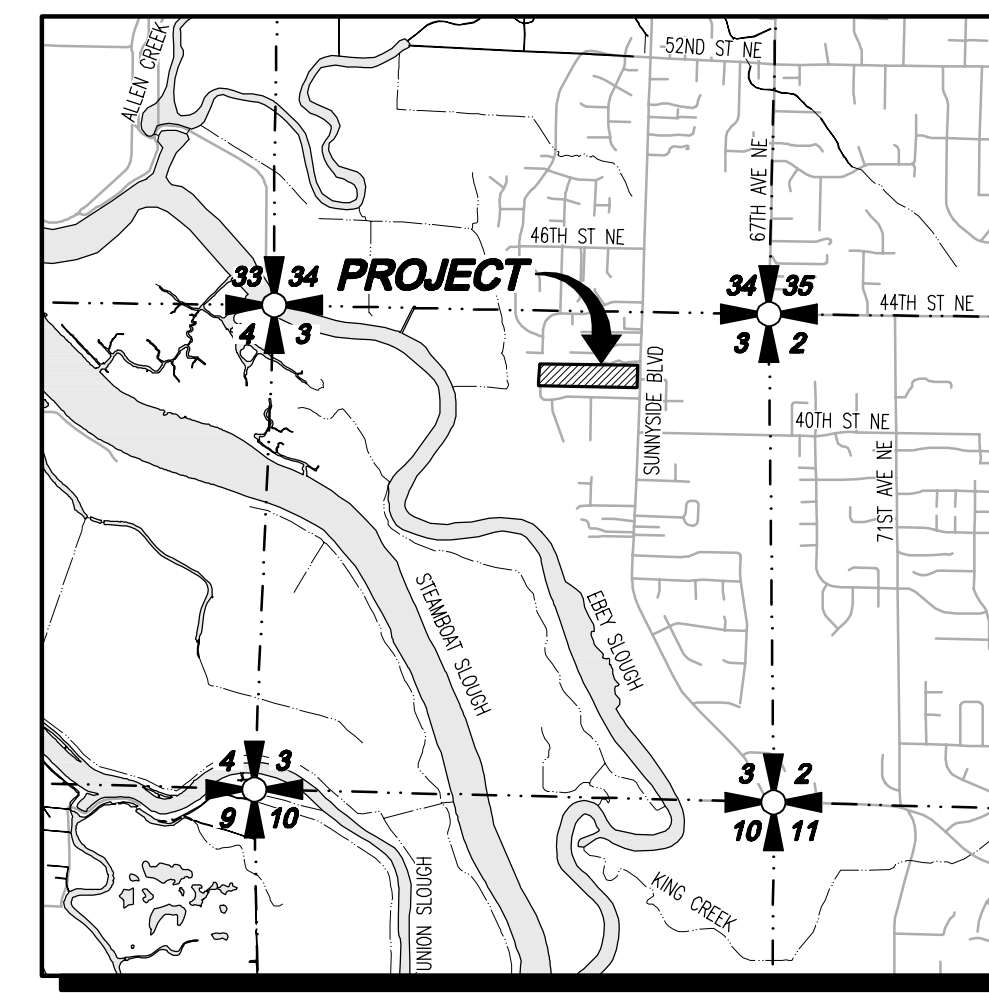 ALLEN CREEK
52ND ST NE
67TH AVE NE
46TH ST NE
33 34
PROJECT
34 35
44TH ST NE
4 3
3 2
SUNNYSIDE BLVD
40TH ST NE
71ST AVE NE
STEAMBOAT SLOUGH
EBEY SLOUGH
4 3
3 2
9 10
10 11
UNION SLOUGH
KING CREEK